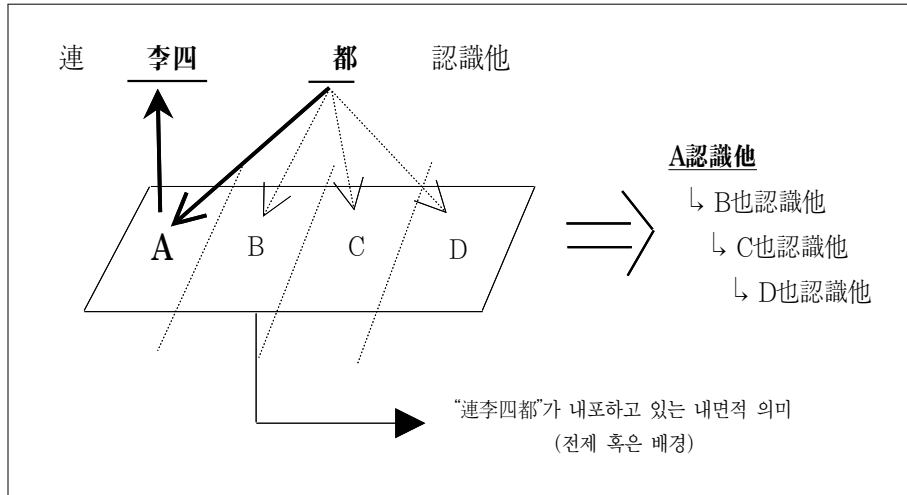 連 李四 都 認識他
A認識他
↳ B也認識他
↳ C也認識他
↳ D也認識他
A B C D
“連李四都”가 내포하고 있는 내면적 의미
(전제 혹은 배경)